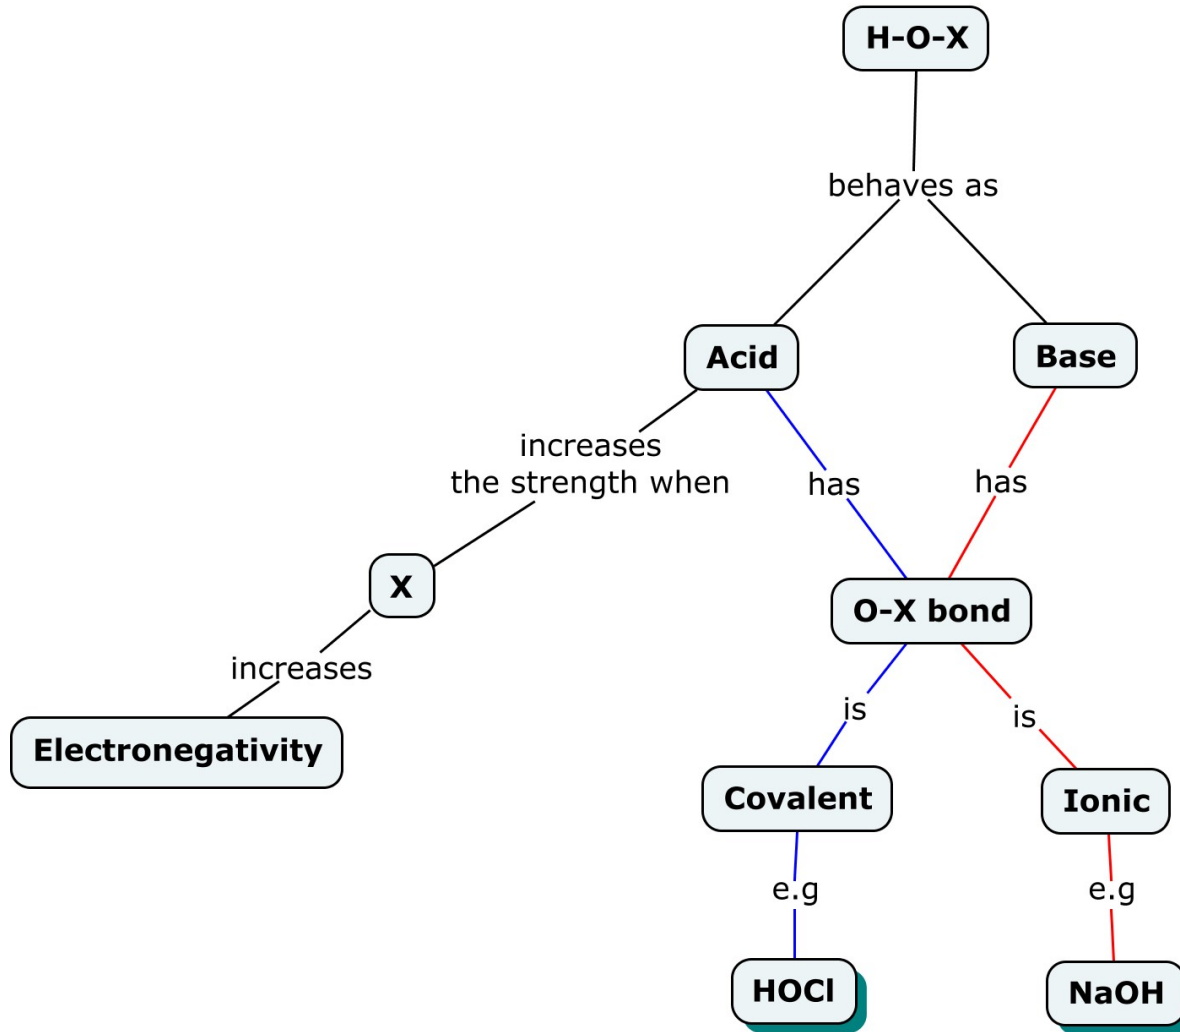 H-O-X
behaves as
Acid
Base
increases
the strength when
has
has
X
O-X bond
increases
is
is
Electronegativity
Covalent
Ionic
e.g
e.g
HOCl
NaOH